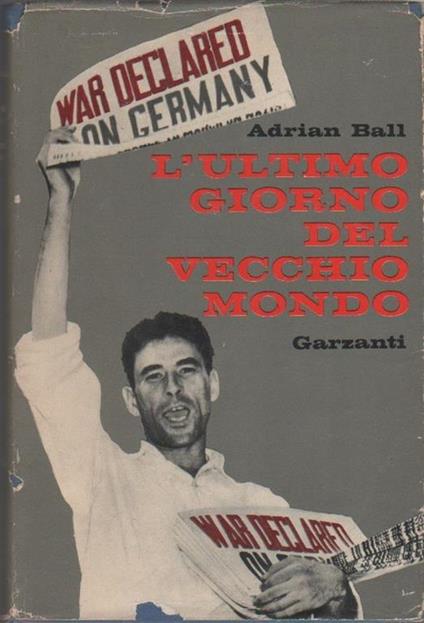 WAR DECLARED
ON GERMANY
Adrian Ball
L'ULTIMO
GIORNO
DEL
VECCHIO
MONDO
Garzanti
WAR DECLARED